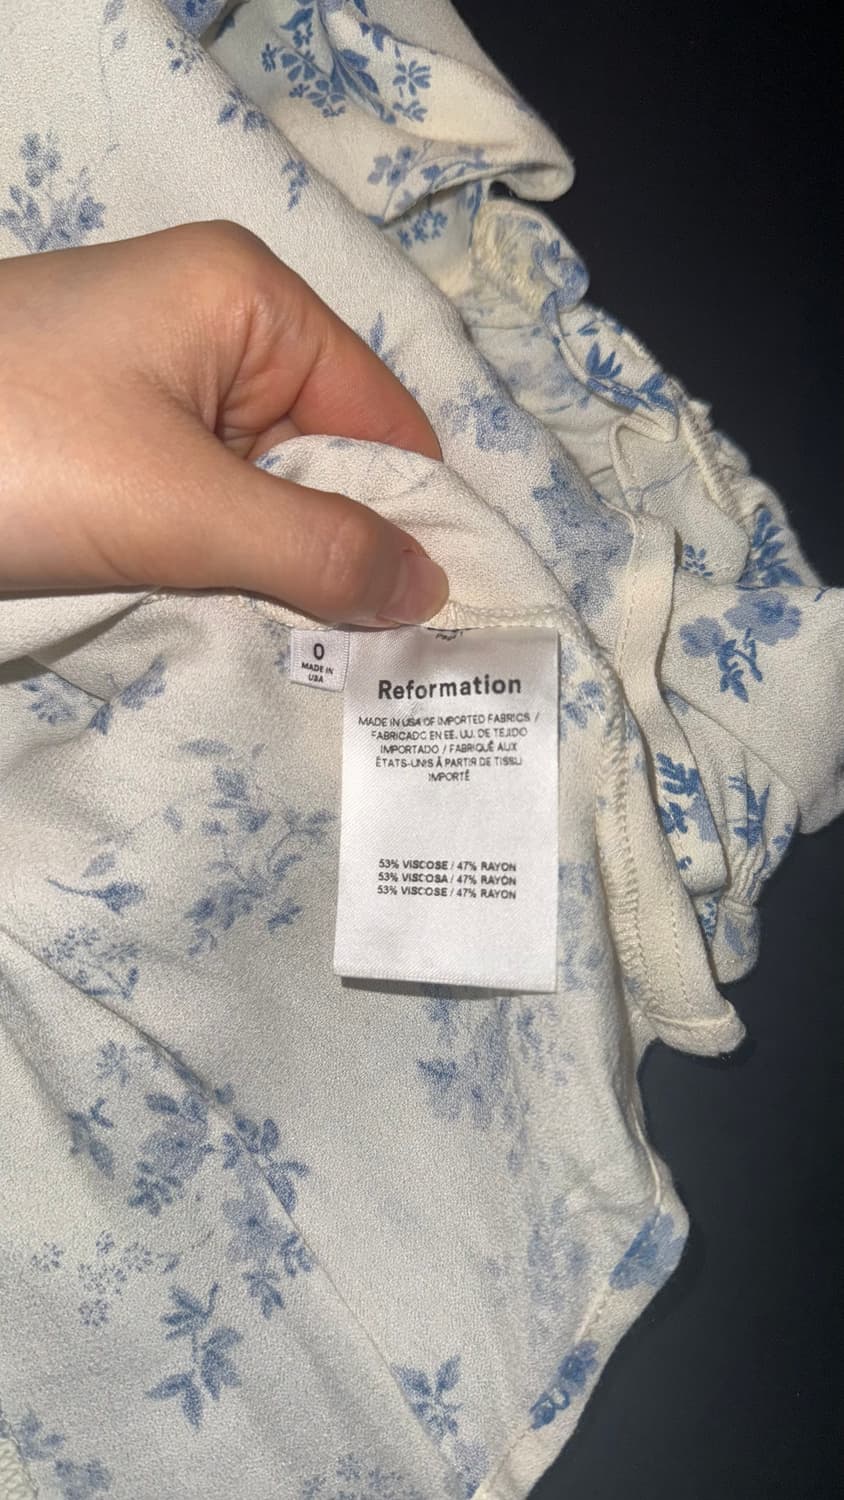 0
MADE IN
USA
Reformation
MADE IN USA OF IMPORTED FABRICS /
FABRICADO EN EE. UU. DE TEJIDO
IMPORTADO / FABRIQUÉ AUX
ÉTATS-UNIS À PARTIR DE TISSU
IMPORTÉ
53% VISCOSE / 47% RAYON
53% VISCOSA / 47% RAYON
53% VISCOSE / 47% RAYON